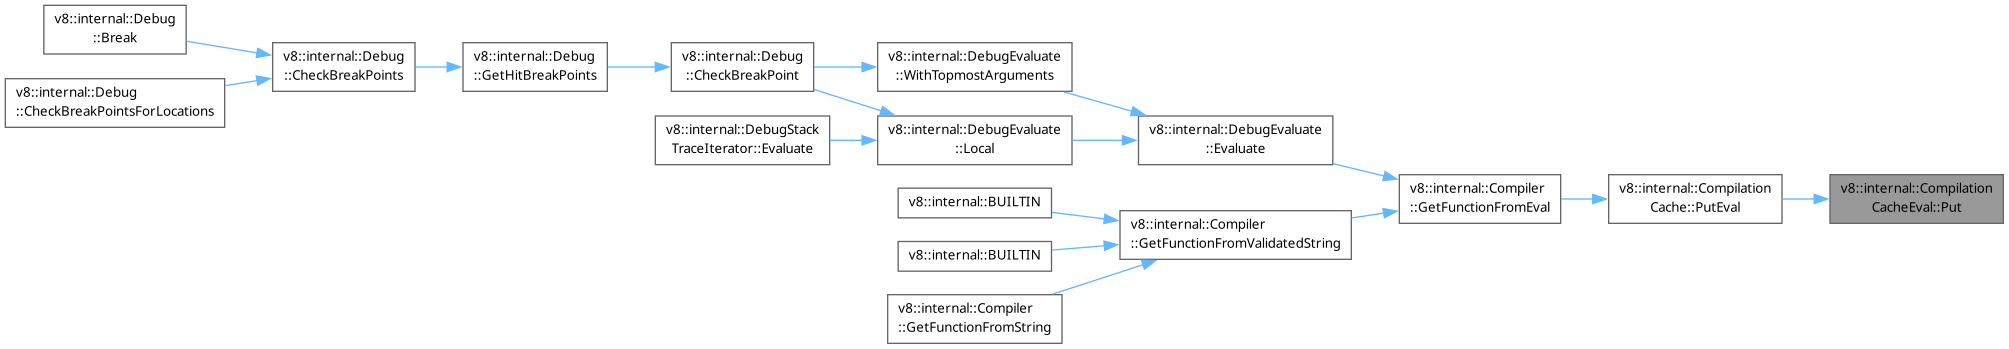 v8::internal::Debug
::Break
v8::internal::Debug
::CheckBreakPointsForLocations
v8::internal::Debug
::CheckBreakPoints
v8::internal::Debug
::GetHitBreakPoints
v8::internal::Debug
::CheckBreakPoint
v8::internal::DebugStack
TraceIterator::Evaluate
v8::internal::DebugEvaluate
::WithTopmostArguments
v8::internal::DebugEvaluate
::Local
v8::internal::BUILTIN
v8::internal::BUILTIN
v8::internal::Compiler
::GetFunctionFromString
v8::internal::DebugEvaluate
::Evaluate
v8::internal::Compiler
::GetFunctionFromValidatedString
v8::internal::Compiler
::GetFunctionFromEval
v8::internal::Compilation
Cache::PutEval
v8::internal::Compilation
CacheEval::Put